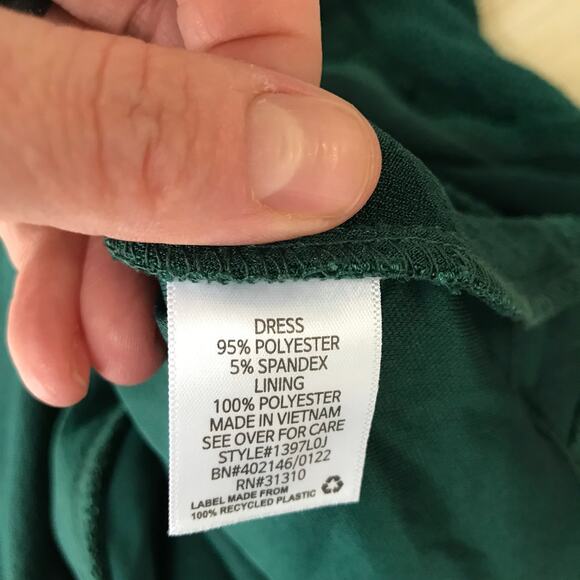 DRESS
95% POLYESTER
5% SPANDEX
LINING
100% POLYESTER
MADE IN VIETNAM
SEE OVER FOR CARE
STYLE#1397L0J
BN#402146/0122
RN#31310
LABEL MADE FROM
100% RECYCLED PLASTIC